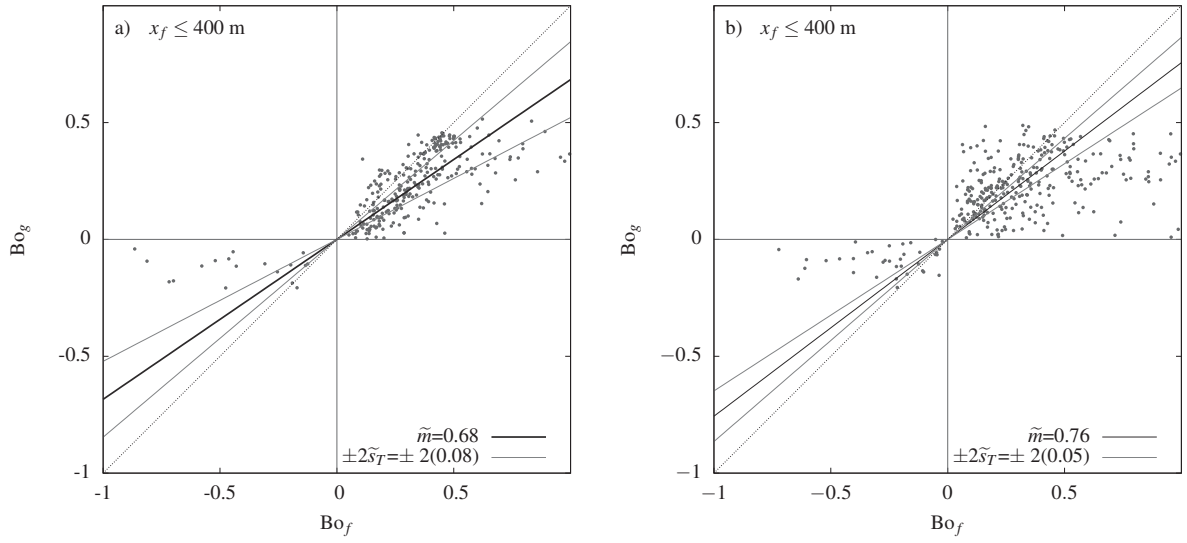 a) x_f ≤ 400 m
Bo_g
0.5
0
-0.5
-1
-1
-0.5
0
0.5
Bo_f
m̃=0.68
±2s̃_T=± 2(0.08)
b) x_f ≤ 400 m
Bo_g
0.5
0
−0.5
−1
−1
−0.5
0
0.5
Bo_f
m̃=0.76
±2s̃_T=± 2(0.05)